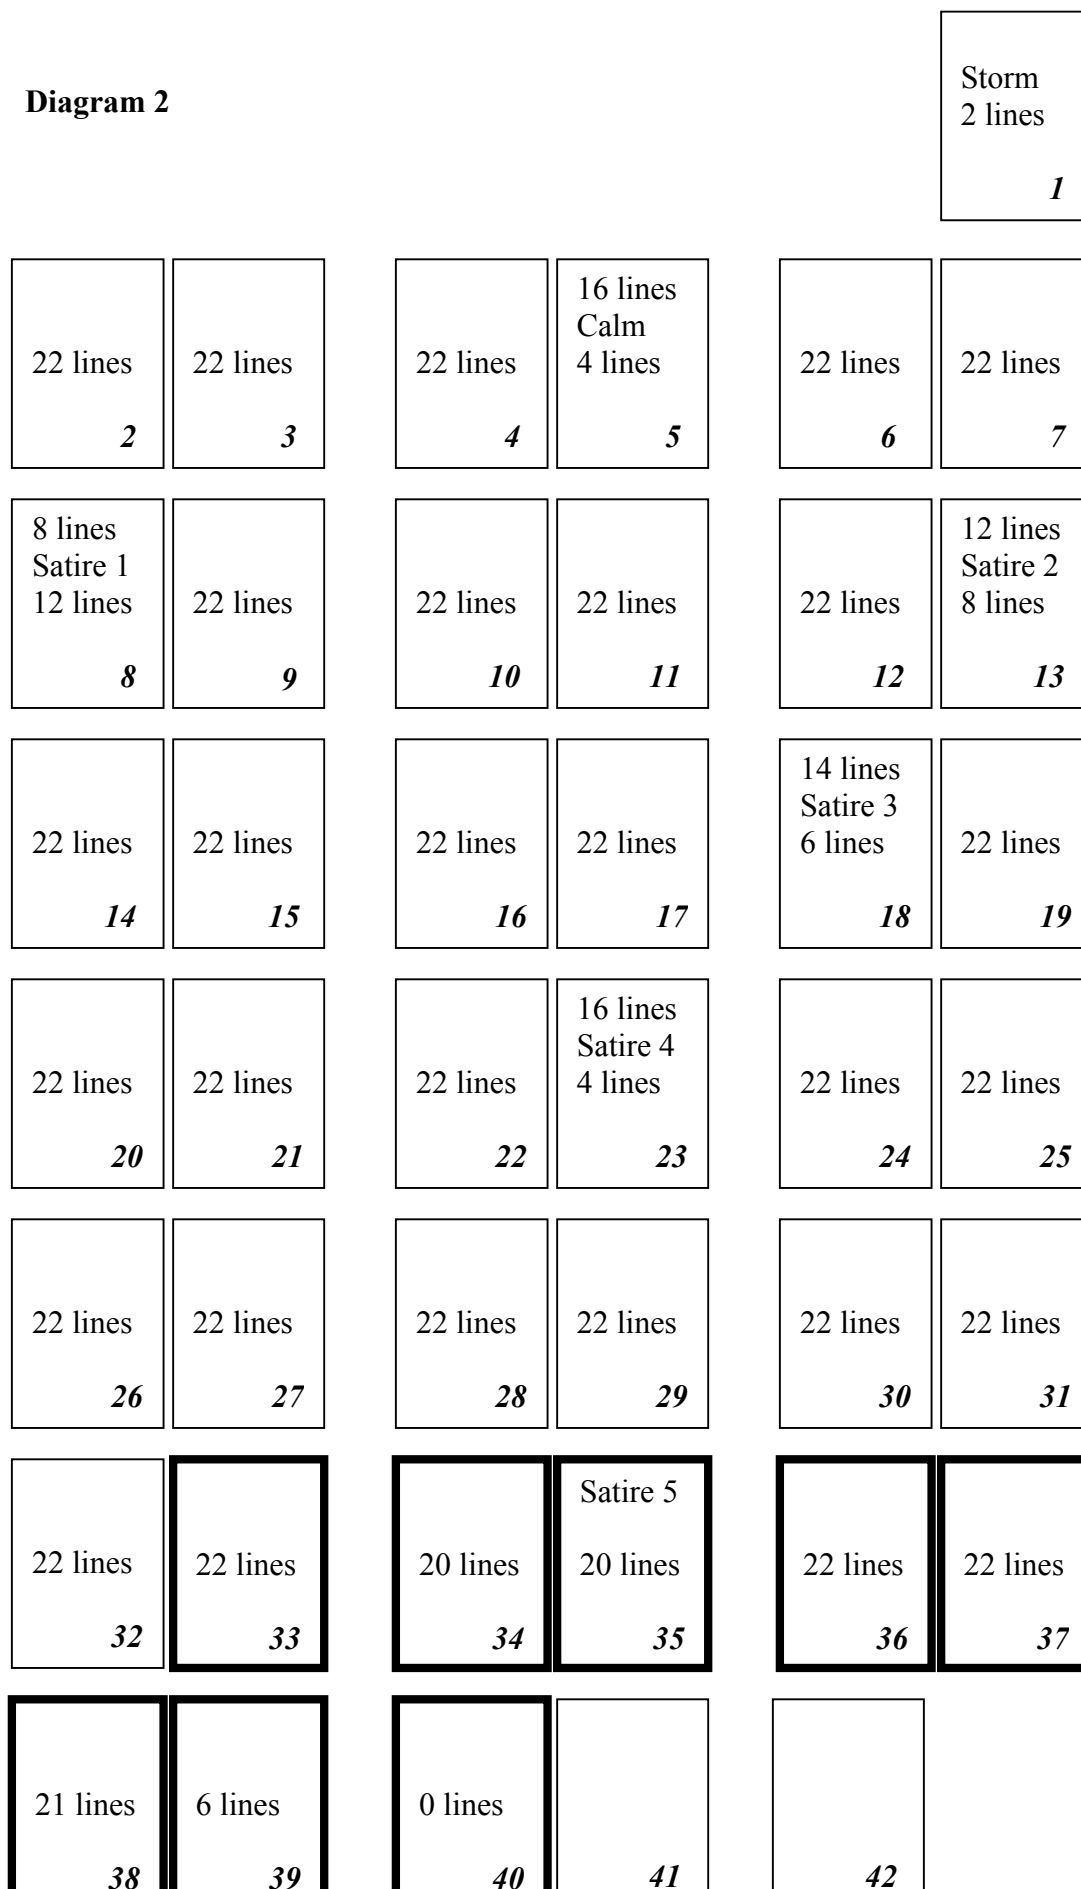 Diagram 2
Storm
2 lines
1
22 lines
2
22 lines
3
22 lines
4
16 lines
Calm
4 lines
5
22 lines
6
22 lines
7
8 lines
Satire 1
12 lines
8
22 lines
9
22 lines
10
22 lines
11
22 lines
12
12 lines
Satire 2
8 lines
13
22 lines
14
22 lines
15
22 lines
16
22 lines
17
14 lines
Satire 3
6 lines
18
22 lines
19
22 lines
20
22 lines
21
22 lines
22
16 lines
Satire 4
4 lines
23
22 lines
24
22 lines
25
22 lines
26
22 lines
27
22 lines
28
22 lines
29
22 lines
30
22 lines
31
22 lines
32
22 lines
33
20 lines
34
Satire 5
20 lines
35
22 lines
36
22 lines
37
21 lines
38
6 lines
39
0 lines
40
41
42